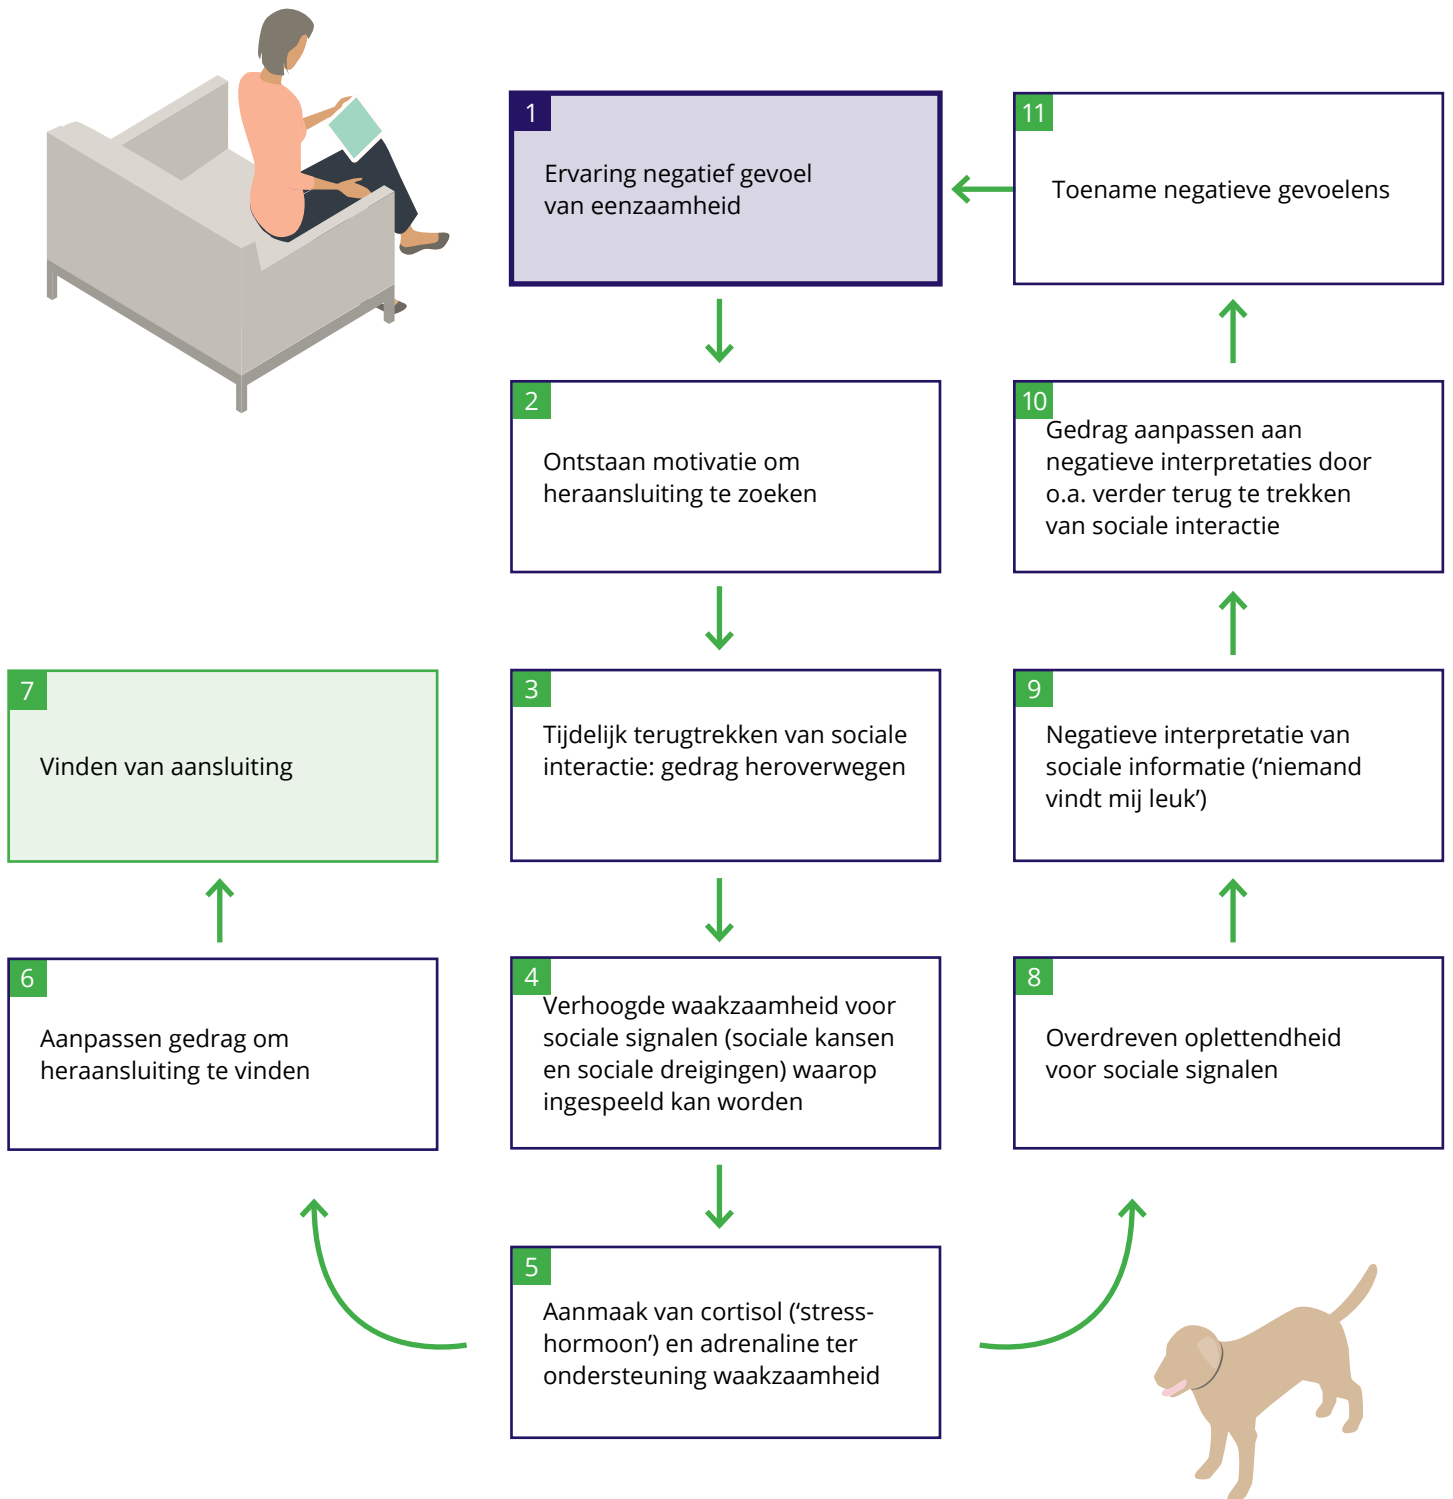 1
Ervaring negatief gevoel
van eenzaamheid
2
Ontstaan motivatie om
heraansluiting te zoeken
3
Tijdelijk terugtrekken van sociale
interactie: gedrag heroverwegen
4
Verhoogde waakzaamheid voor
sociale signalen (sociale kansen
en sociale dreigingen) waarop
ingespeeld kan worden
5
Aanmaak van cortisol (‘stress-
hormoon’) en adrenaline ter
ondersteuning waakzaamheid
6
Aanpassen gedrag om
heraansluiting te vinden
7
Vinden van aansluiting
8
Overdreven oplettendheid
voor sociale signalen
9
Negatieve interpretatie van
sociale informatie (‘niemand
vindt mij leuk’)
10
Gedrag aanpassen aan
negatieve interpretaties door
o.a. verder terug te trekken
van sociale interactie
11
Toename negatieve gevoelens